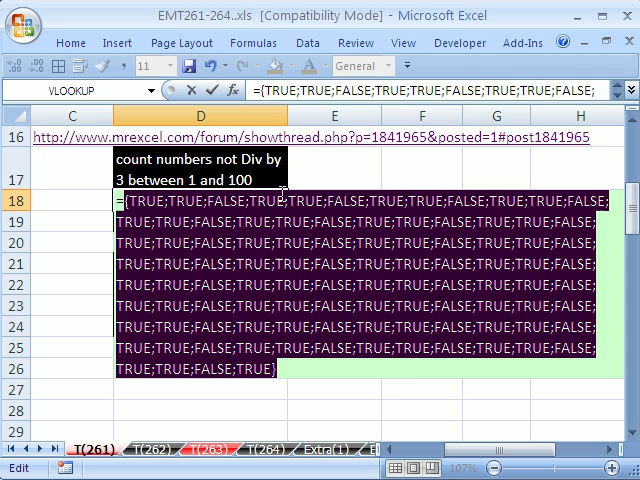 EMT261-264..xls [Compatibility Mode] - Microsoft Excel
Home Insert Page Layout Formulas Data Review View Developer Add-Ins
11 General
VLOOKUP fx ={TRUE;TRUE;FALSE;TRUE;TRUE;FALSE;TRUE;TRUE;FALSE;
C D E F G H
16 http://www.mrexcel.com/forum/showthread.php?p=1841965&posted=1#post1841965
count numbers not Div by
17 3 between 1 and 100
18 ={TRUE;TRUE;FALSE;TRUE;TRUE;FALSE;TRUE;TRUE;FALSE;TRUE;TRUE;FALSE;
19 TRUE;TRUE;FALSE;TRUE;TRUE;FALSE;TRUE;TRUE;FALSE;TRUE;TRUE;FALSE;
20 TRUE;TRUE;FALSE;TRUE;TRUE;FALSE;TRUE;TRUE;FALSE;TRUE;TRUE;FALSE;
21 TRUE;TRUE;FALSE;TRUE;TRUE;FALSE;TRUE;TRUE;FALSE;TRUE;TRUE;FALSE;
22 TRUE;TRUE;FALSE;TRUE;TRUE;FALSE;TRUE;TRUE;FALSE;TRUE;TRUE;FALSE;
23 TRUE;TRUE;FALSE;TRUE;TRUE;FALSE;TRUE;TRUE;FALSE;TRUE;TRUE;FALSE;
24 TRUE;TRUE;FALSE;TRUE;TRUE;FALSE;TRUE;TRUE;FALSE;TRUE;TRUE;FALSE;
25 TRUE;TRUE;FALSE;TRUE;TRUE;FALSE;TRUE;TRUE;FALSE;TRUE;TRUE;FALSE;
26 TRUE;TRUE;FALSE;TRUE}
27
28
29
T(261) T(262) T(263) T(264) Extra(1)
Edit 107%